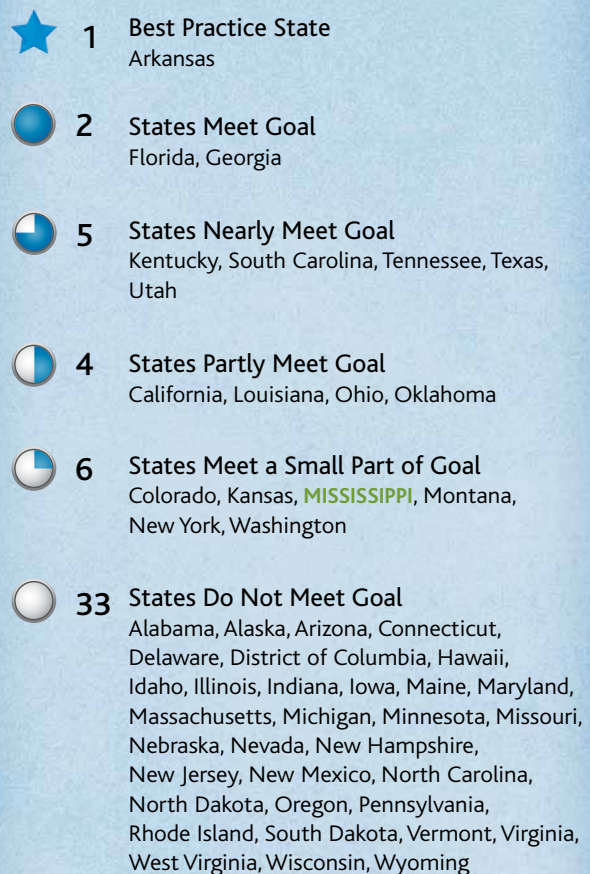 1 Best Practice State
Arkansas
2 States Meet Goal
Florida, Georgia
5 States Nearly Meet Goal
Kentucky, South Carolina, Tennessee, Texas,
Utah
4 States Partly Meet Goal
California, Louisiana, Ohio, Oklahoma
6 States Meet a Small Part of Goal
Colorado, Kansas, MISSISSIPPI, Montana,
New York, Washington
33 States Do Not Meet Goal
Alabama, Alaska, Arizona, Connecticut,
Delaware, District of Columbia, Hawaii,
Idaho, Illinois, Indiana, Iowa, Maine, Maryland,
Massachusetts, Michigan, Minnesota, Missouri,
Nebraska, Nevada, New Hampshire,
New Jersey, New Mexico, North Carolina,
North Dakota, Oregon, Pennsylvania,
Rhode Island, South Dakota, Vermont, Virginia,
West Virginia, Wisconsin, Wyoming